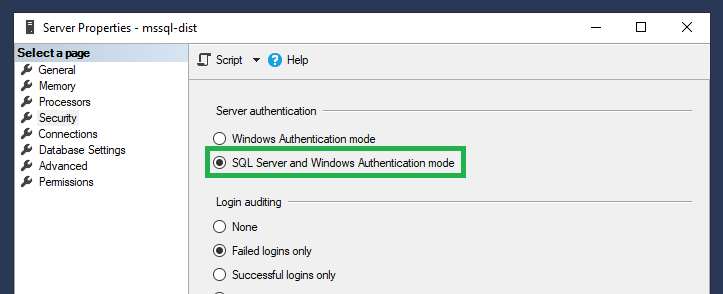 Server Properties - mssql-dist
Select a page
General
Memory
Processors
Security
Connections
Database Settings
Advanced
Permissions
Script
Help
Server authentication
Windows Authentication mode
SQL Server and Windows Authentication mode
Login auditing
None
Failed logins only
Successful logins only